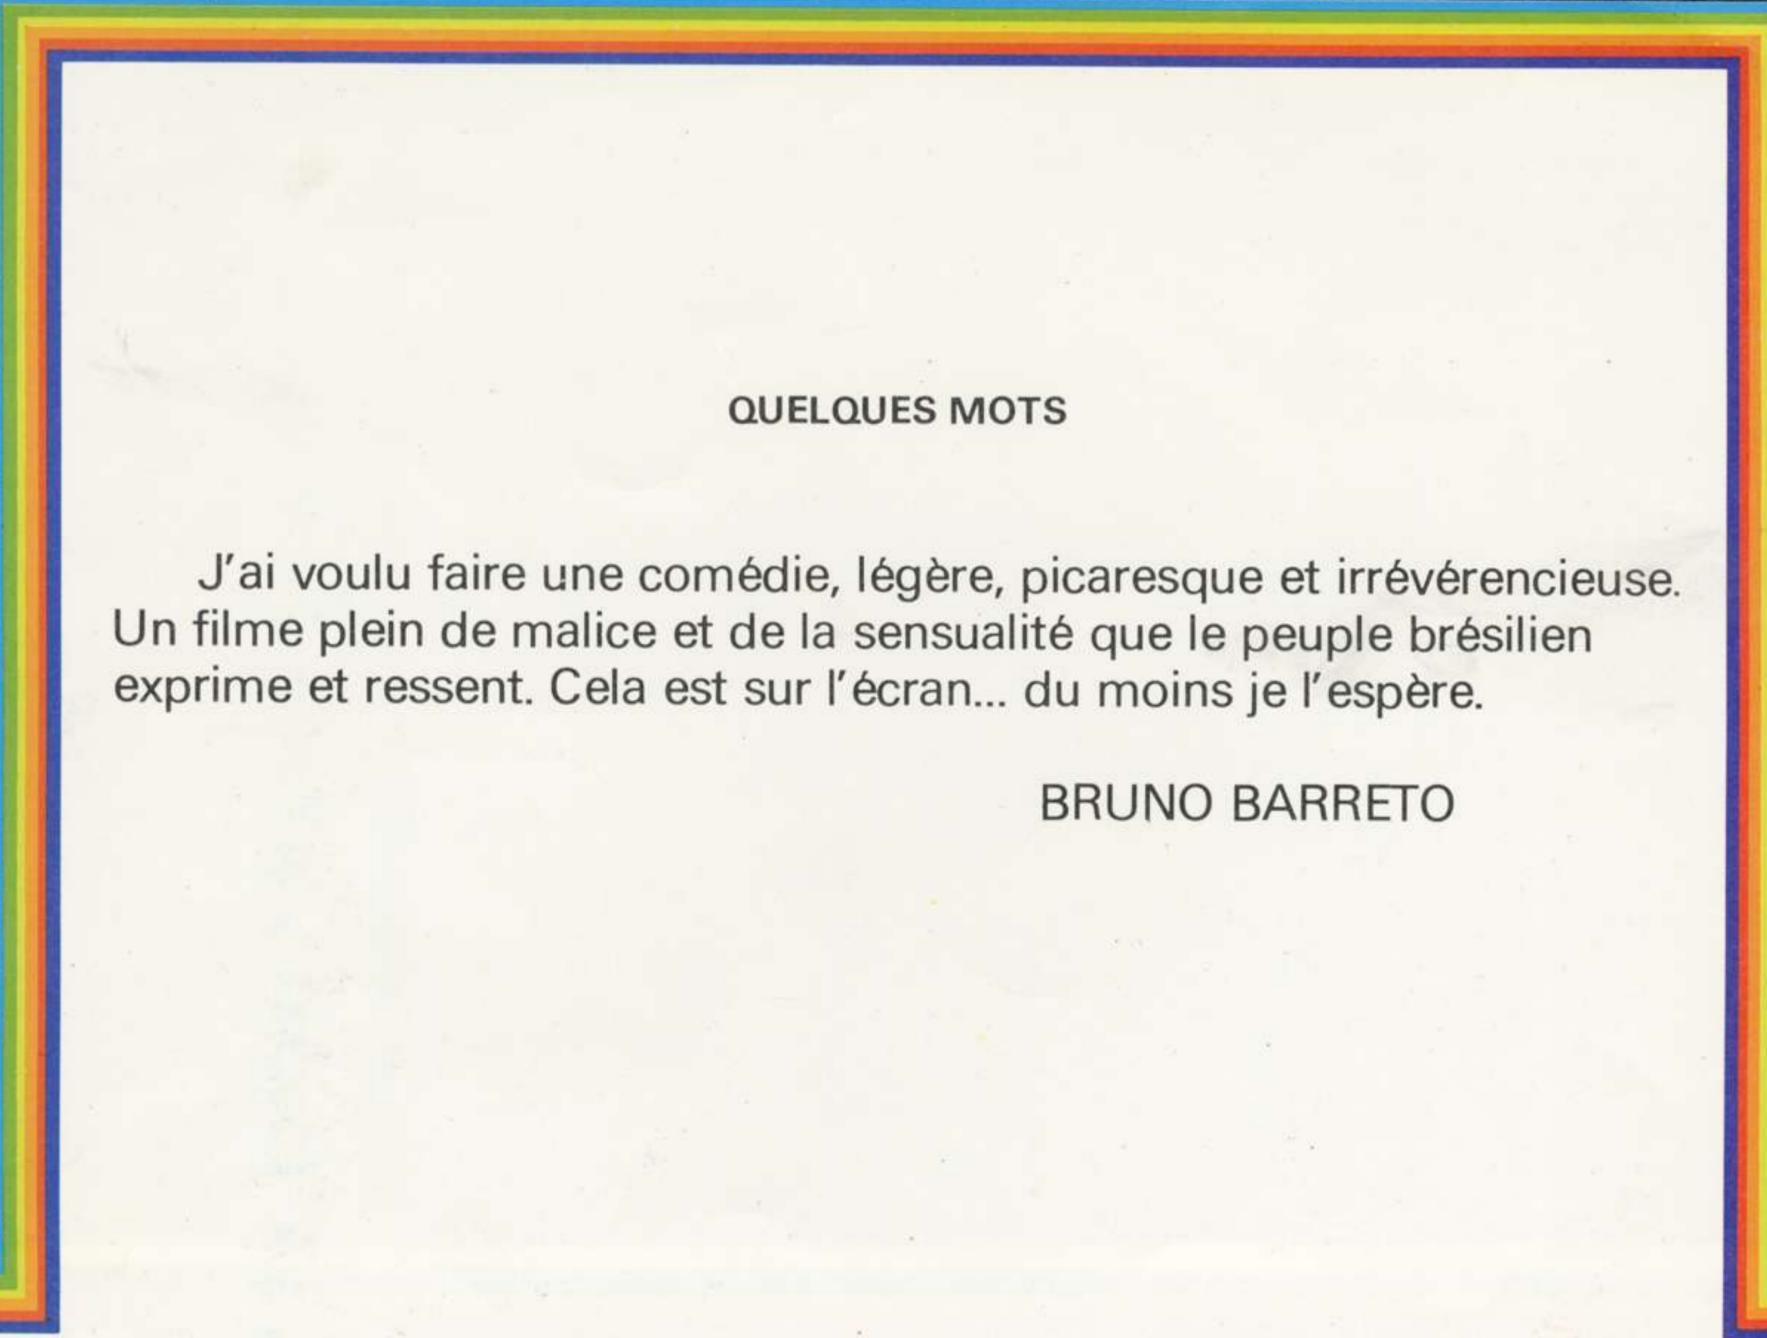 QUELQUES MOTS
J'ai voulu faire une comédie, légère, picaresque et irrévérencieuse.
Un filme plein de malice et de la sensualité que le peuple brésilien
exprime et ressent. Cela est sur l'écran... du moins je l'espère.
BRUNO BARRETO